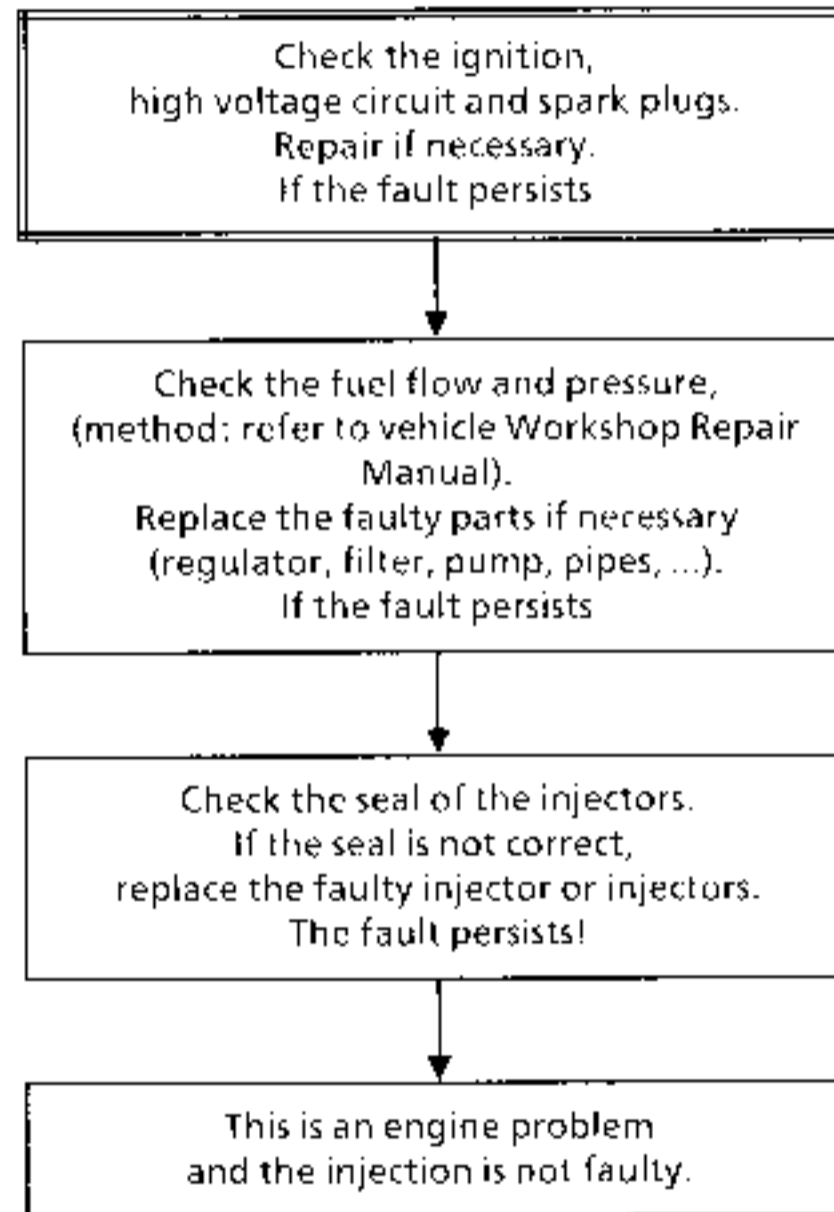 Check the ignition,
high voltage circuit and spark plugs.
Repair if necessary.
If the fault persists
Check the fuel flow and pressure,
(method: refer to vehicle Workshop Repair
Manual).
Replace the faulty parts if necessary
(regulator, filter, pump, pipes, ...).
If the fault persists
Check the seal of the injectors.
If the seal is not correct,
replace the faulty injector or injectors.
The fault persists!
This is an engine problem
and the injection is not faulty.